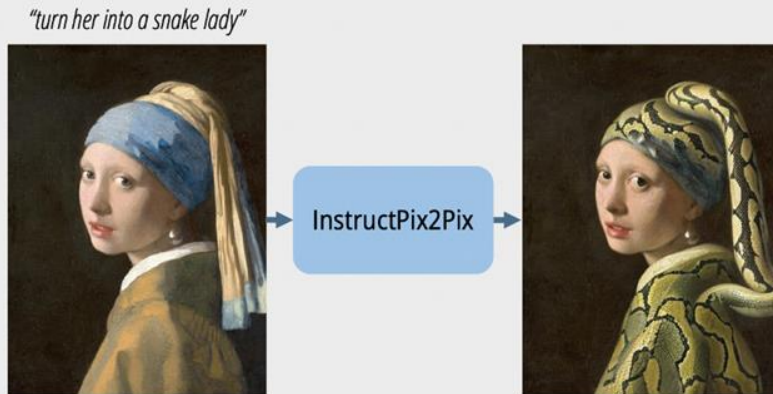 “turn her into a snake lady”
InstructPix2Pix